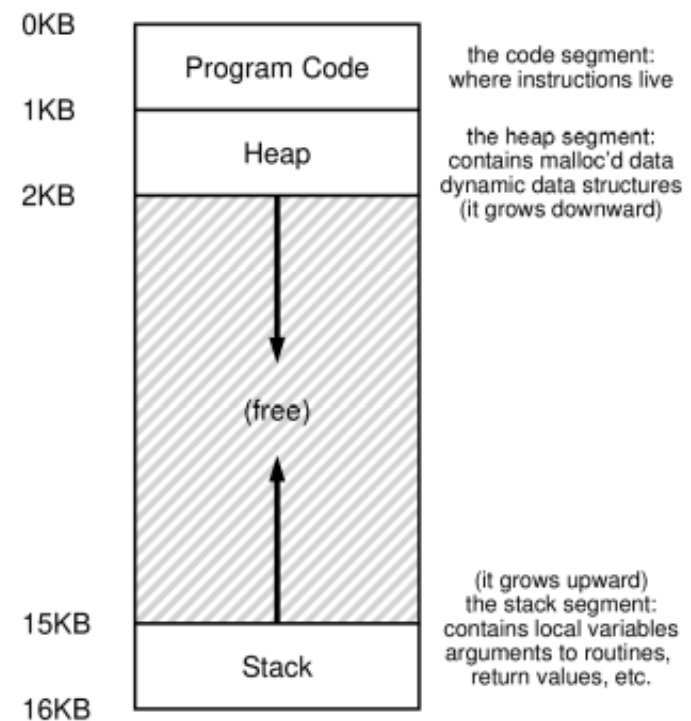 0KB
Program Code
the code segment:
where instructions live
1KB
Heap
the heap segment:
contains malloc'd data
dynamic data structures
(it grows downward)
2KB
(free)
(it grows upward)
the stack segment:
contains local variables
arguments to routines,
return values, etc.
15KB
Stack
16KB